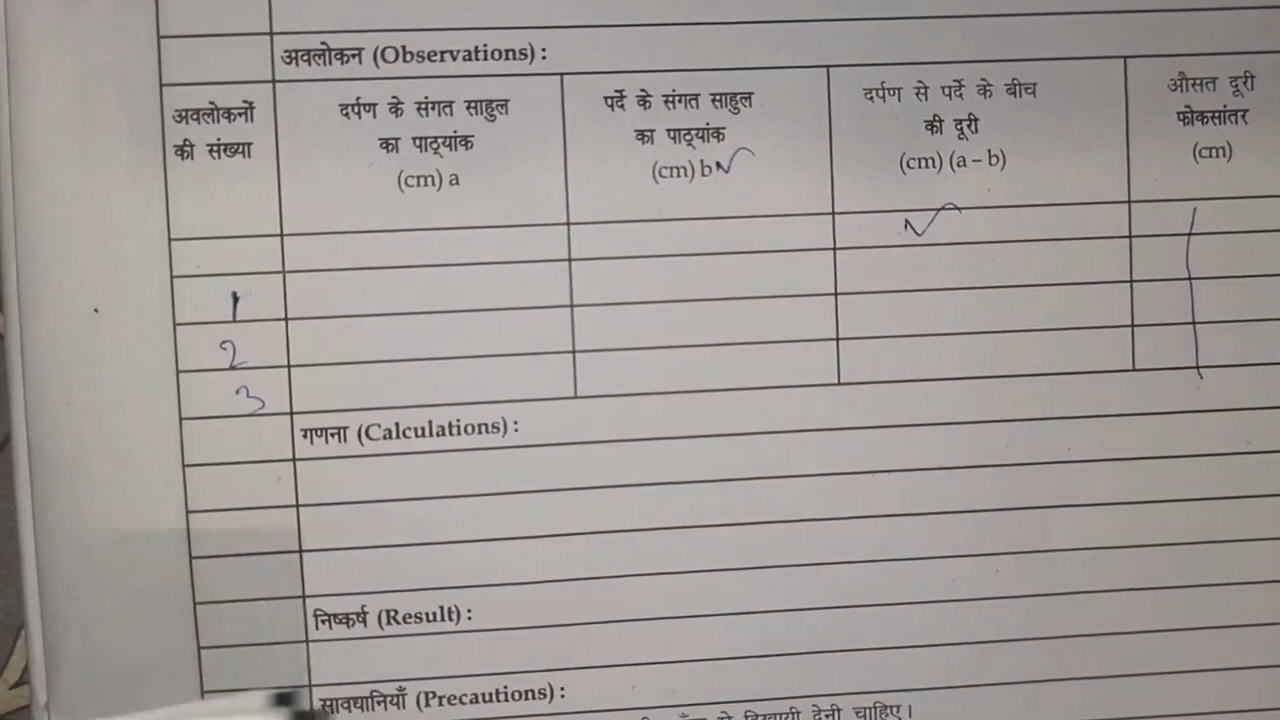 अवलोकन (Observations) :
अवलोकनों की संख्या
दर्पण के संगत साहुल
का पाठ्यांक
(cm) a
पर्दे के संगत साहुल
का पाठ्यांक
(cm) b
दर्पण से पर्दे के बीच
की दूरी
(cm) (a – b)
औसत दूरी
फोकसांतर
(cm)
1
2
3
गणना (Calculations) :
निष्कर्ष (Result) :
सावधानियाँ (Precautions) :
दिखायी देनी चाहिए।